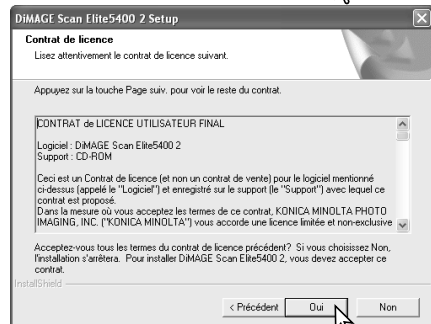 DiMAGE Scan Elite5400 2 Setup
Contrat de licence
Lisez attentivement le contrat de licence suivant.
Appuyez sur la touche Page suiv. pour voir le reste du contrat.
CONTRAT de LICENCE UTILISATEUR FINAL
Logiciel : DiMAGE Scan Elite5400 2
Support : CD-ROM
Ceci est un Contrat de licence (et non un contrat de vente) pour le logiciel mentionné
ci-dessus (appelé le "Logiciel") et enregistré sur le support (le "Support") avec lequel ce
contrat est proposé.
Dans la mesure où vous acceptez les termes de ce contrat, KONICA MINOLTA PHOTO
IMAGING, INC. ("KONICA MINOLTA") vous accorde une licence limitée et non-exclusive
Acceptez-vous tous les termes du contrat de licence précédent? Si vous choisissez Non,
l'installation s'arrêtera. Pour installer DiMAGE Scan Elite5400 2, vous devez accepter ce
contrat.
InstallShield
< Précédent Oui Non